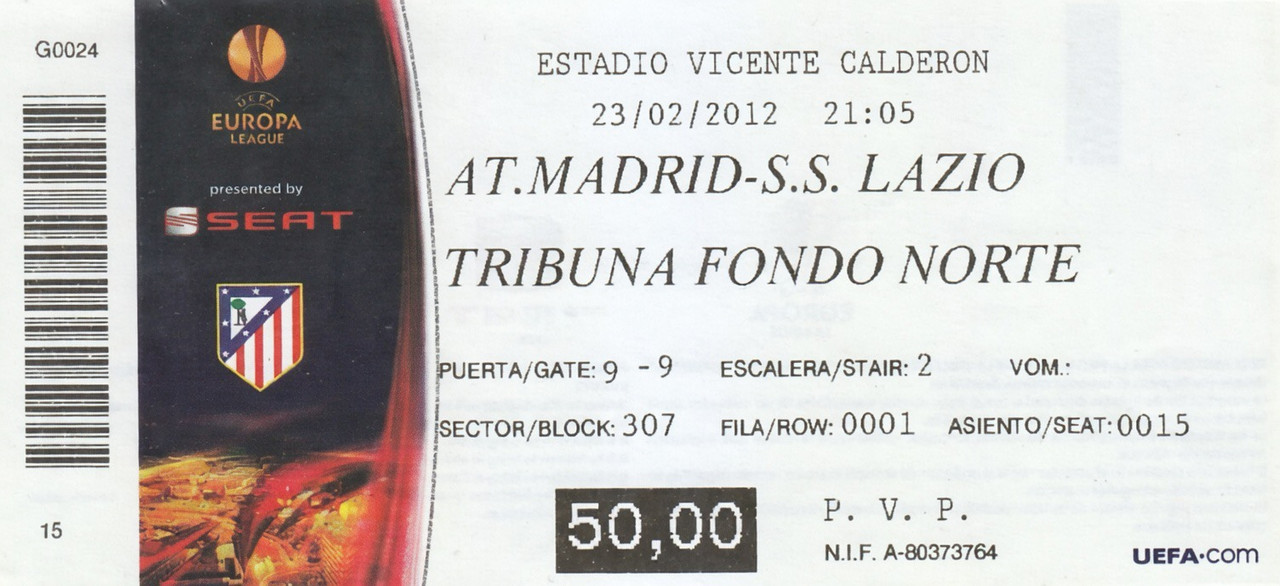 G0024
15
UEFA
EUROPA
LEAGUE
presented by
SEAT
ESTADIO VICENTE CALDERON
23/02/2012 21:05
AT.MADRID-S.S. LAZIO
TRIBUNA FONDO NORTE
PUERTA/GATE: 9 - 9 ESCALERA/STAIR: 2 VOM.:
SECTOR/BLOCK: 307 FILA/ROW: 0001 ASIENTO/SEAT: 0015
50,00
P. V. P.
N.I.F. A-80373764
UEFA.com